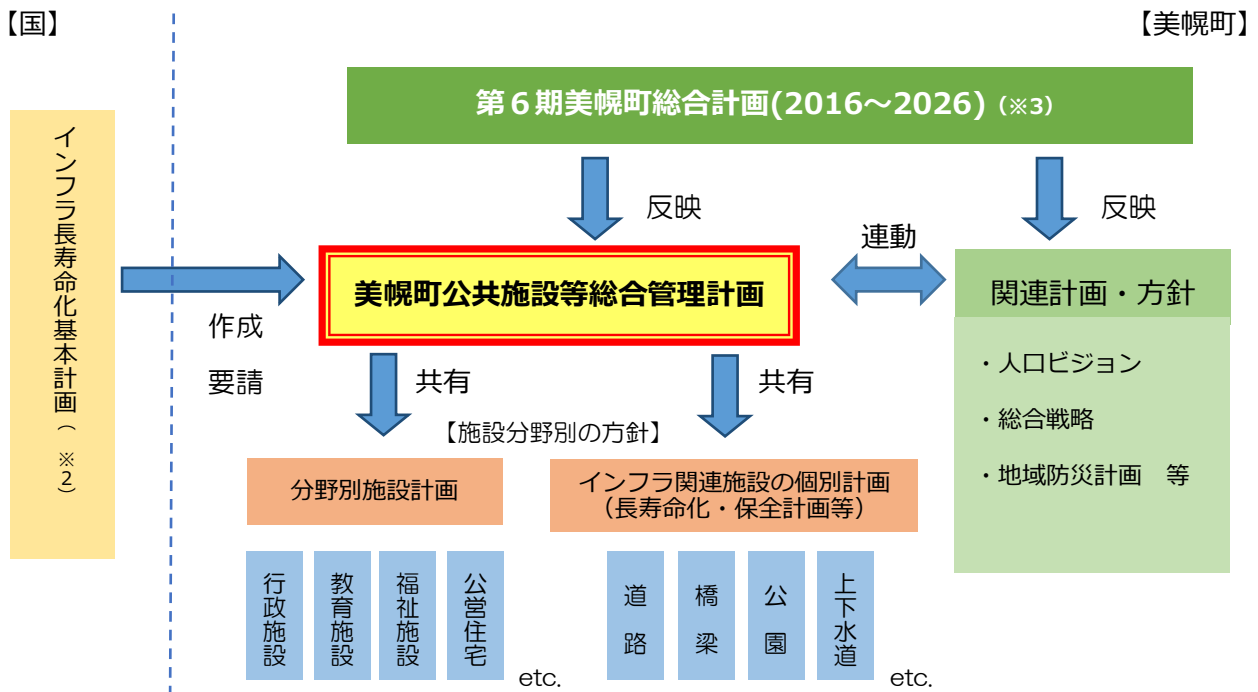 【国】
【美幌町】
第６期美幌町総合計画(2016～2026)（※3）
インフラ長寿命化基本計画（※2）
反映
反映
作成
要請
美幌町公共施設等総合管理計画
連動
関連計画・方針
・人口ビジョン
・総合戦略
・地域防災計画　等
共有
共有
【施設分野別の方針】
分野別施設計画
インフラ関連施設の個別計画
（長寿命化・保全計画等）
行政施設
教育施設
福祉施設
公営住宅
etc.
道路
橋梁
公園
上下水道
etc.